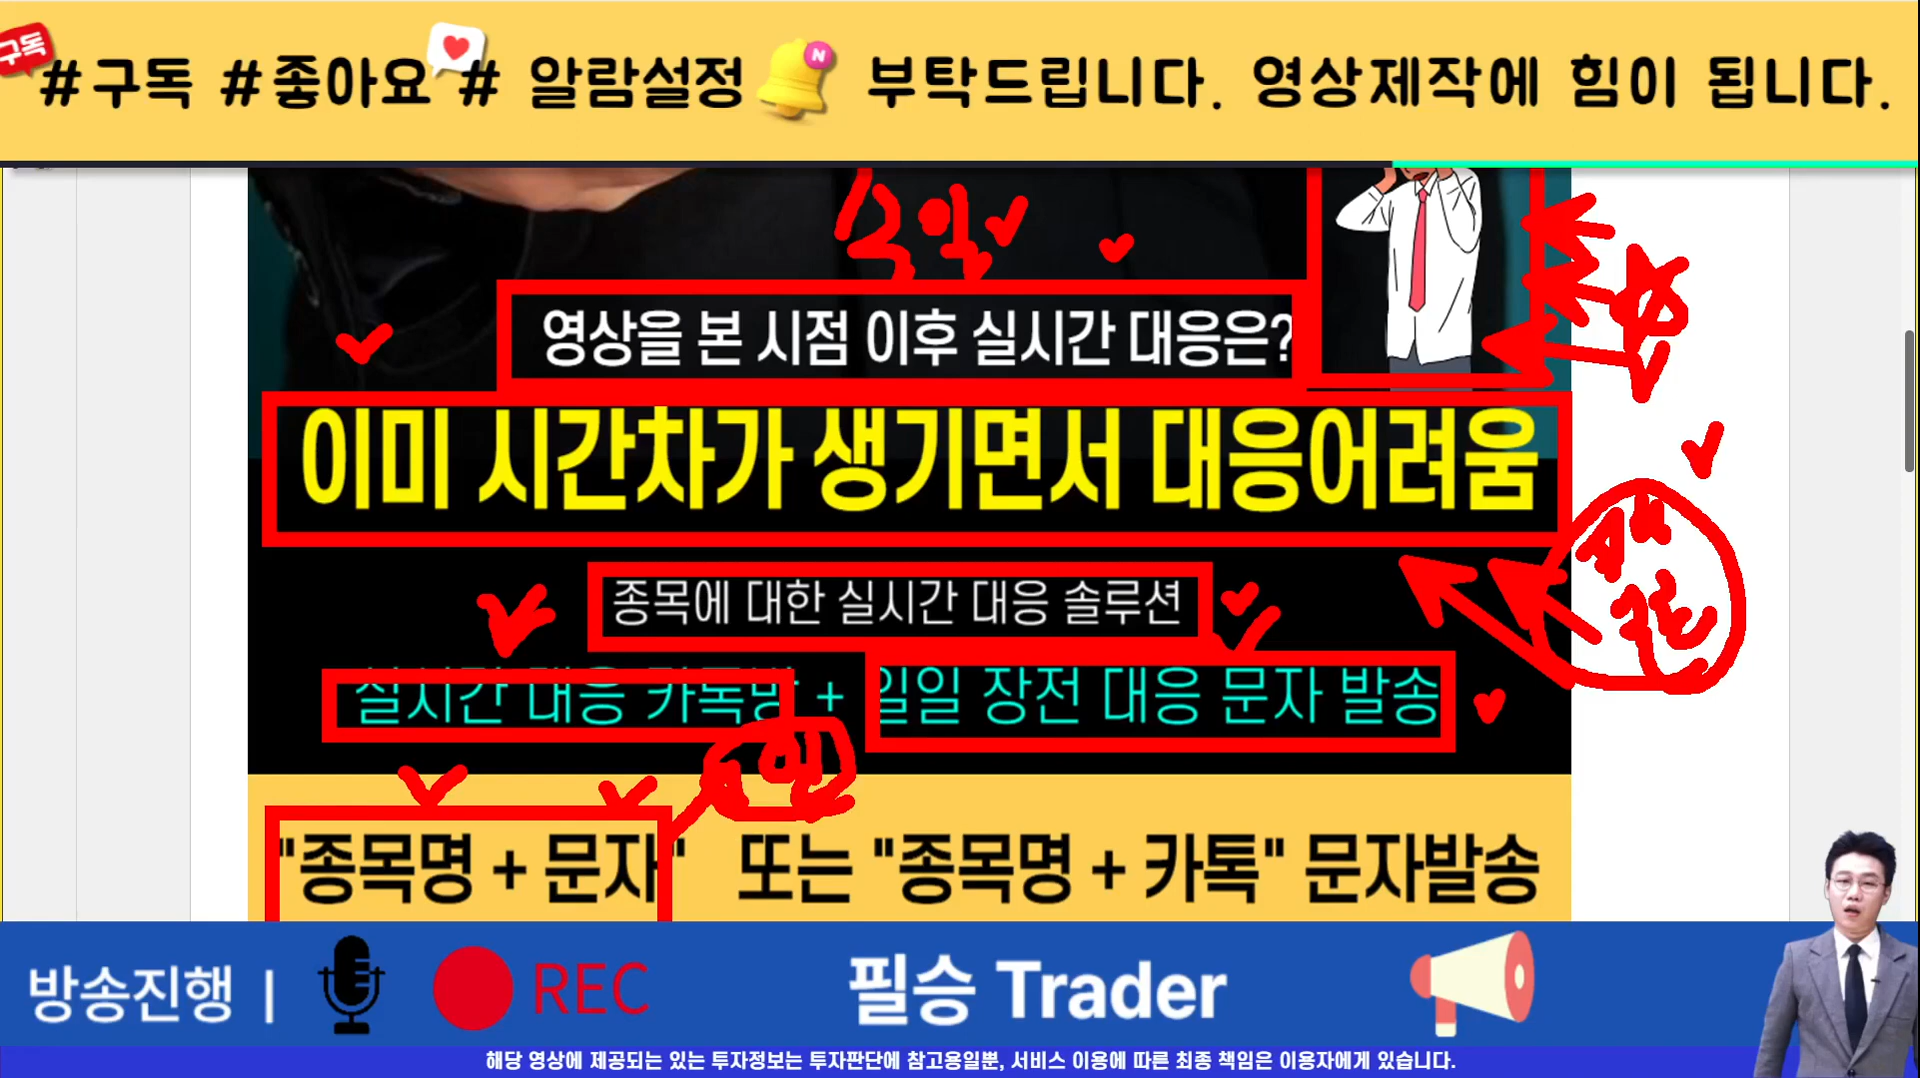 구독
#구독 #좋아요 # 알람설정 N 부탁드립니다. 영상제작에 힘이 됩니다.
영상을 본 시점 이후 실시간 대응은?
이미 시간차가 생기면서 대응어려움
종목에 대한 실시간 대응 솔루션
실시간 대응 카톡방 + 일일 장전 대응 문자 발송
"종목명 + 문자" 또는 "종목명 + 카톡" 문자발송
방송진행 | REC 필승 Trader
해당 영상에 제공되는 있는 투자정보는 투자판단에 참고용일뿐, 서비스 이용에 따른 최종 책임은 이용자에게 있습니다.